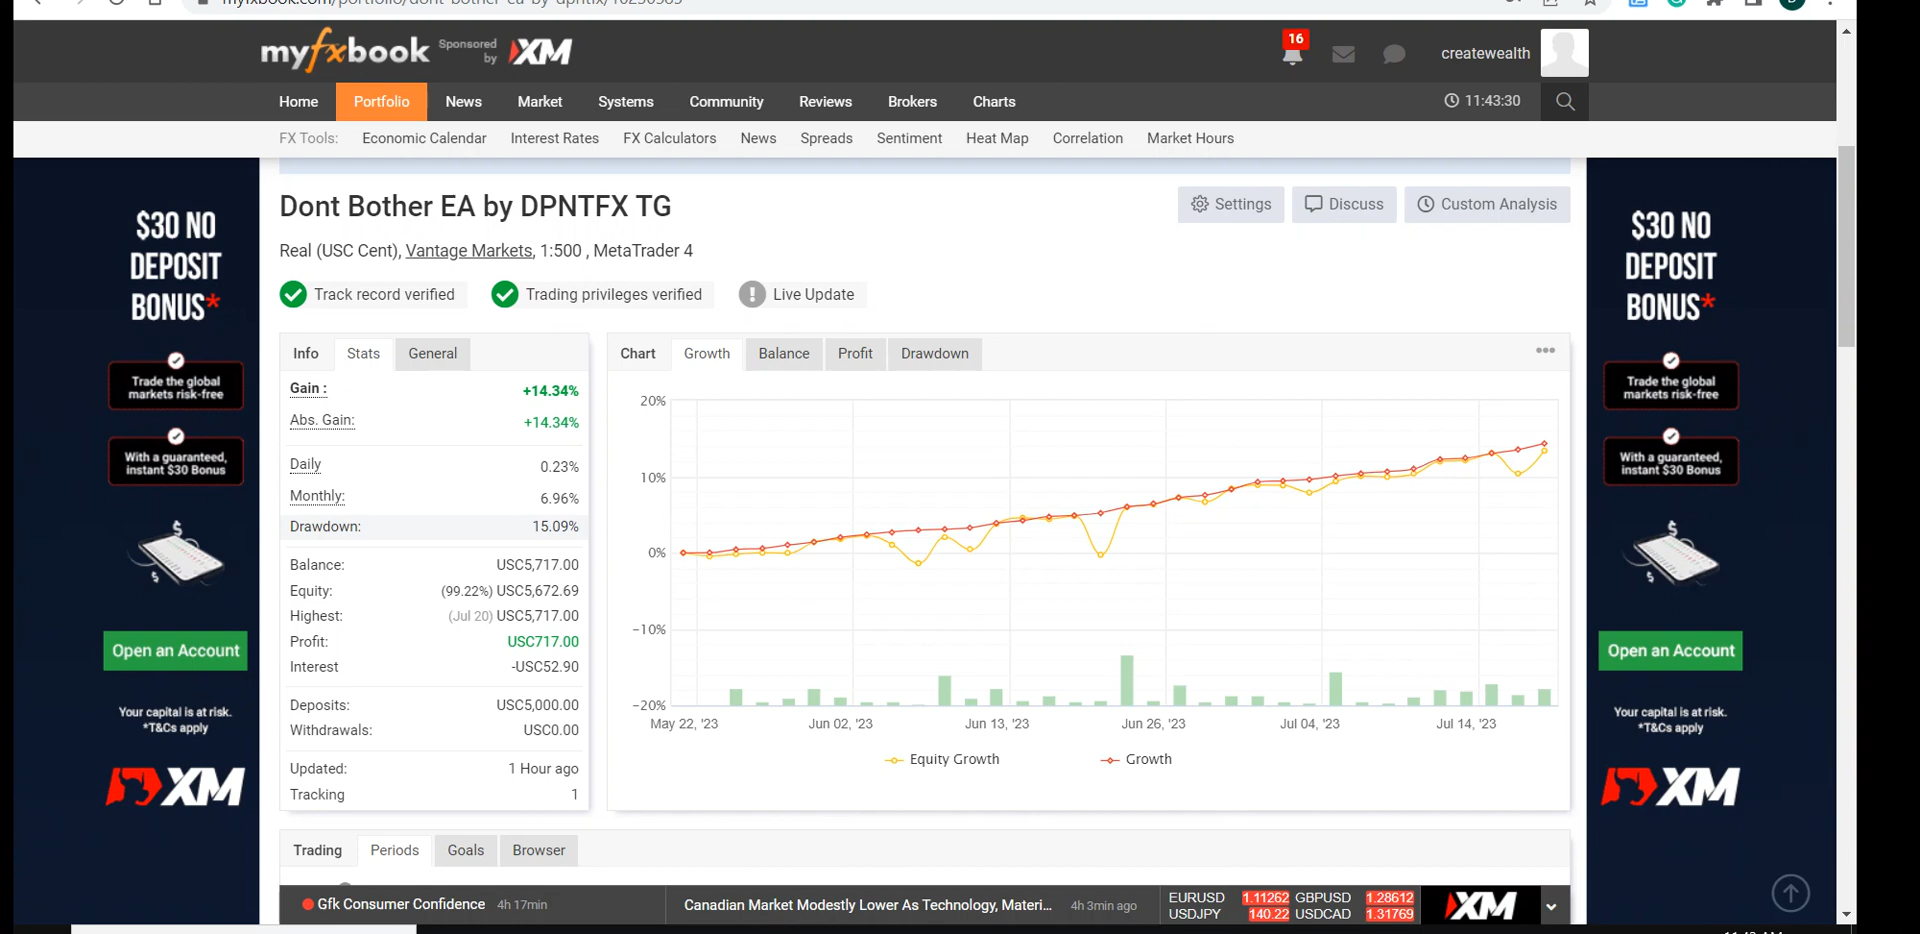 myfxbook Sponsored by XM
16
createwealth
Home Portfolio News Market Systems Community Reviews Brokers Charts 11:43:30
FX Tools: Economic Calendar Interest Rates FX Calculators News Spreads Sentiment Heat Map Correlation Market Hours
$30 NO
DEPOSIT
BONUS*
Trade the global
markets risk-free
With a guaranteed,
instant $30 Bonus
Open an Account
Your capital is at risk.
*T&Cs apply
XM
Dont Bother EA by DPNTFX TG
Settings Discuss Custom Analysis
Real (USC Cent), Vantage Markets, 1:500 , MetaTrader 4
Track record verified Trading privileges verified Live Update
Info Stats General
Gain : +14.34%
Abs. Gain: +14.34%
Daily 0.23%
Monthly: 6.96%
Drawdown: 15.09%
Balance: USC5,717.00
Equity: (99.22%) USC5,672.69
Highest: (Jul 20) USC5,717.00
Profit: USC717.00
Interest -USC52.90
Deposits: USC5,000.00
Withdrawals: USC0.00
Updated: 1 Hour ago
Tracking 1
Chart Growth Balance Profit Drawdown
20%
10%
0%
-10%
-20%
May 22, '23 Jun 02, '23 Jun 13, '23 Jun 26, '23 Jul 04, '23 Jul 14, '23
Equity Growth Growth
$30 NO
DEPOSIT
BONUS*
Trade the global
markets risk-free
With a guaranteed,
instant $30 Bonus
Open an Account
Your capital is at risk.
*T&Cs apply
XM
Trading Periods Goals Browser
Gfk Consumer Confidence 4h 17min Canadian Market Modestly Lower As Technology, Materi... 4h 3min ago
EURUSD 1.11262 GBPUSD 1.28612
USDJPY 140.22 USDCAD 1.31769
XM